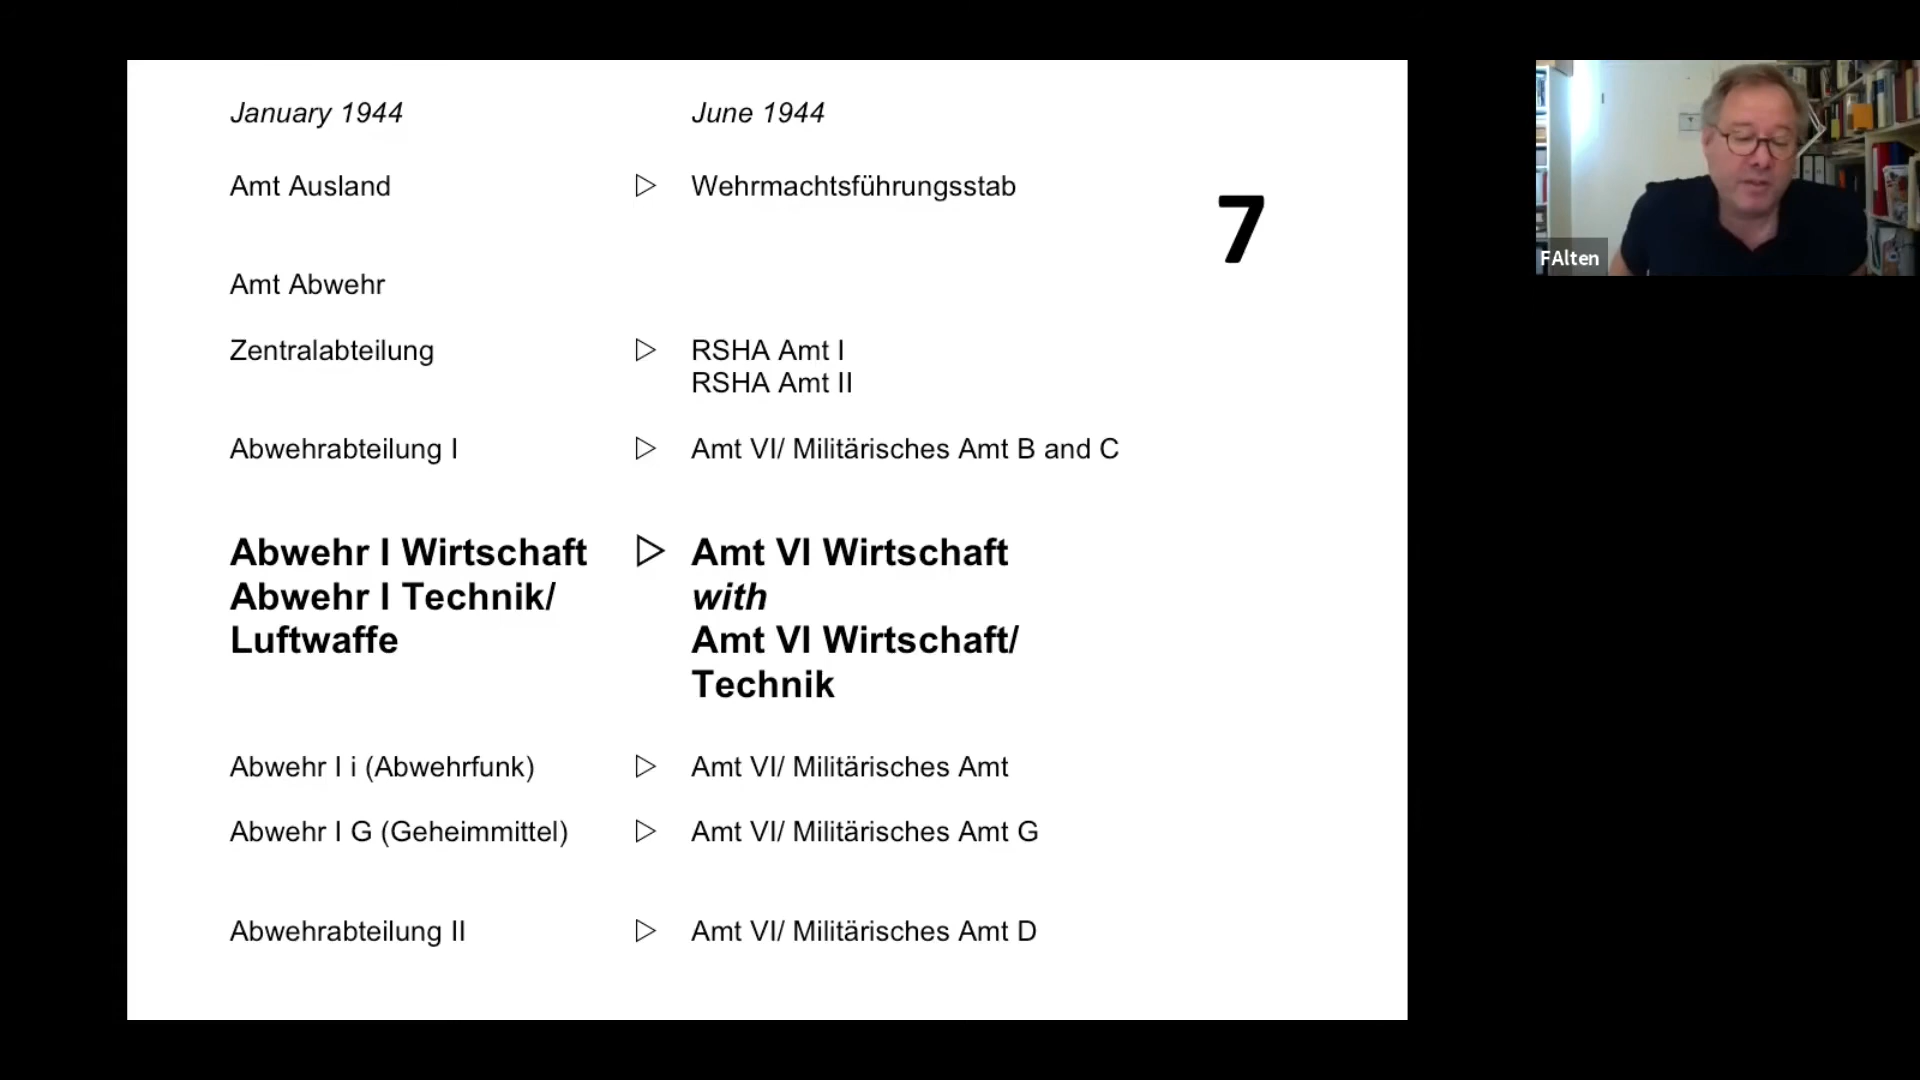 January 1944 June 1944
Amt Ausland ▷ Wehrmachtsführungsstab
7
Amt Abwehr
Zentralabteilung ▷ RSHA Amt I
RSHA Amt II
Abwehrabteilung I ▷ Amt VI/ Militärisches Amt B and C
Abwehr I Wirtschaft ▷ Amt VI Wirtschaft
Abwehr I Technik/ with
Luftwaffe Amt VI Wirtschaft/
Technik
Abwehr I i (Abwehrfunk) ▷ Amt VI/ Militärisches Amt
Abwehr I G (Geheimmittel) ▷ Amt VI/ Militärisches Amt G
Abwehrabteilung II ▷ Amt VI/ Militärisches Amt D
FAlten